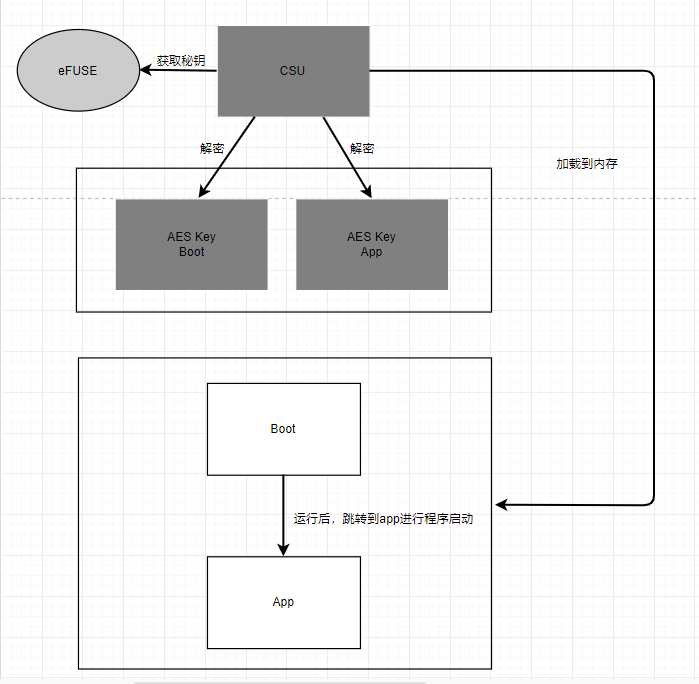 eFUSE
获取秘钥
CSU
解密
解密
加载到内存
AES Key
Boot
AES Key
App
Boot
运行后，跳转到app进行程序启动
App